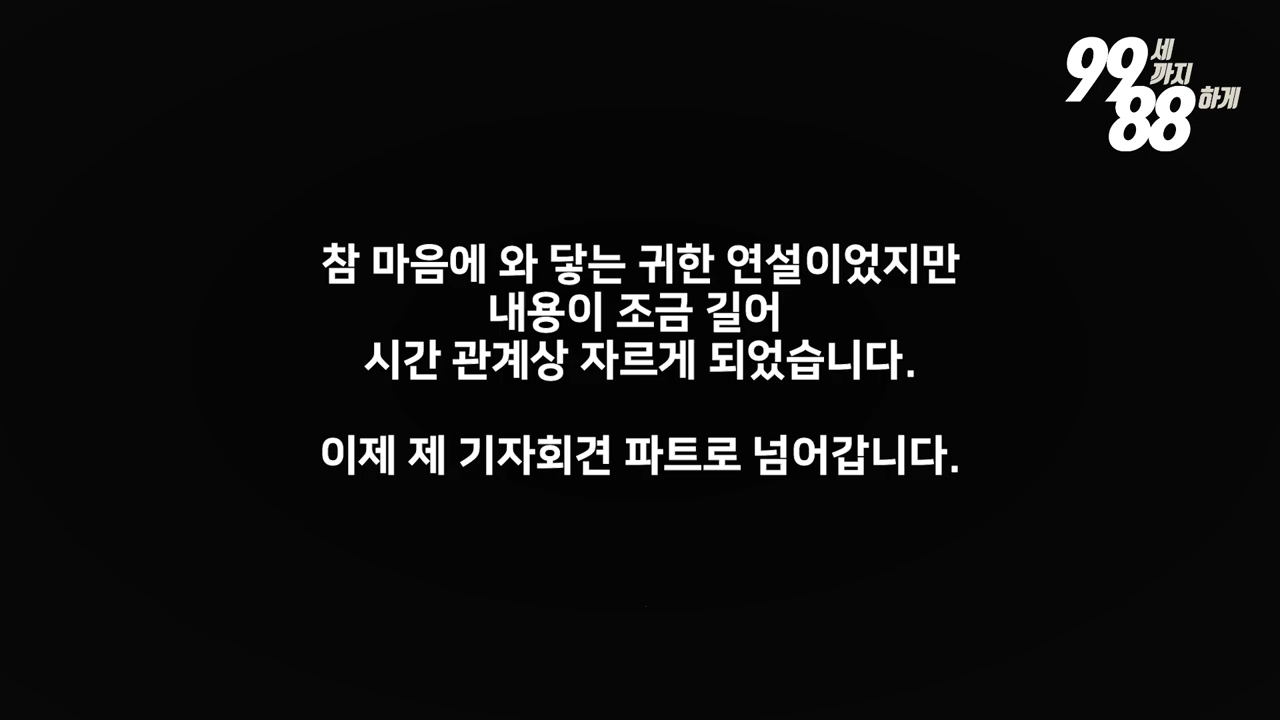 99세
까지
88하게
참 마음에 와 닿는 귀한 연설이었지만
내용이 조금 길어
시간 관계상 자르게 되었습니다.
이제 제 기자회견 파트로 넘어갑니다.